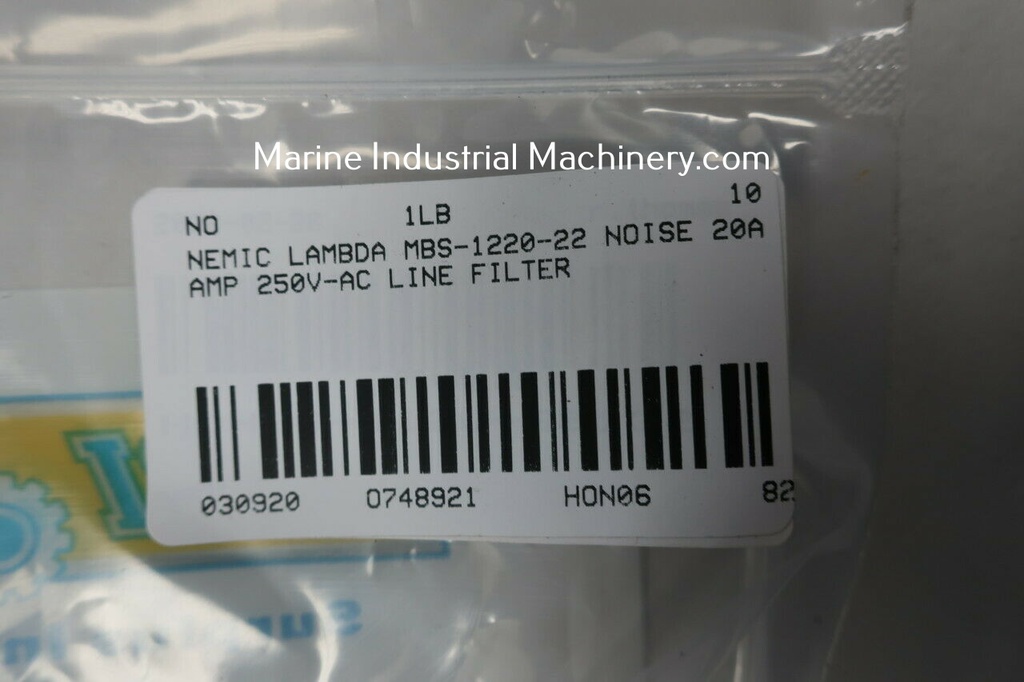 Marine Industrial Machinery.com
NO 1LB 10
NEMIC LAMBDA MBS-1220-22 NOISE 20A
AMP 250V-AC LINE FILTER
030920 0748921 HON06 82